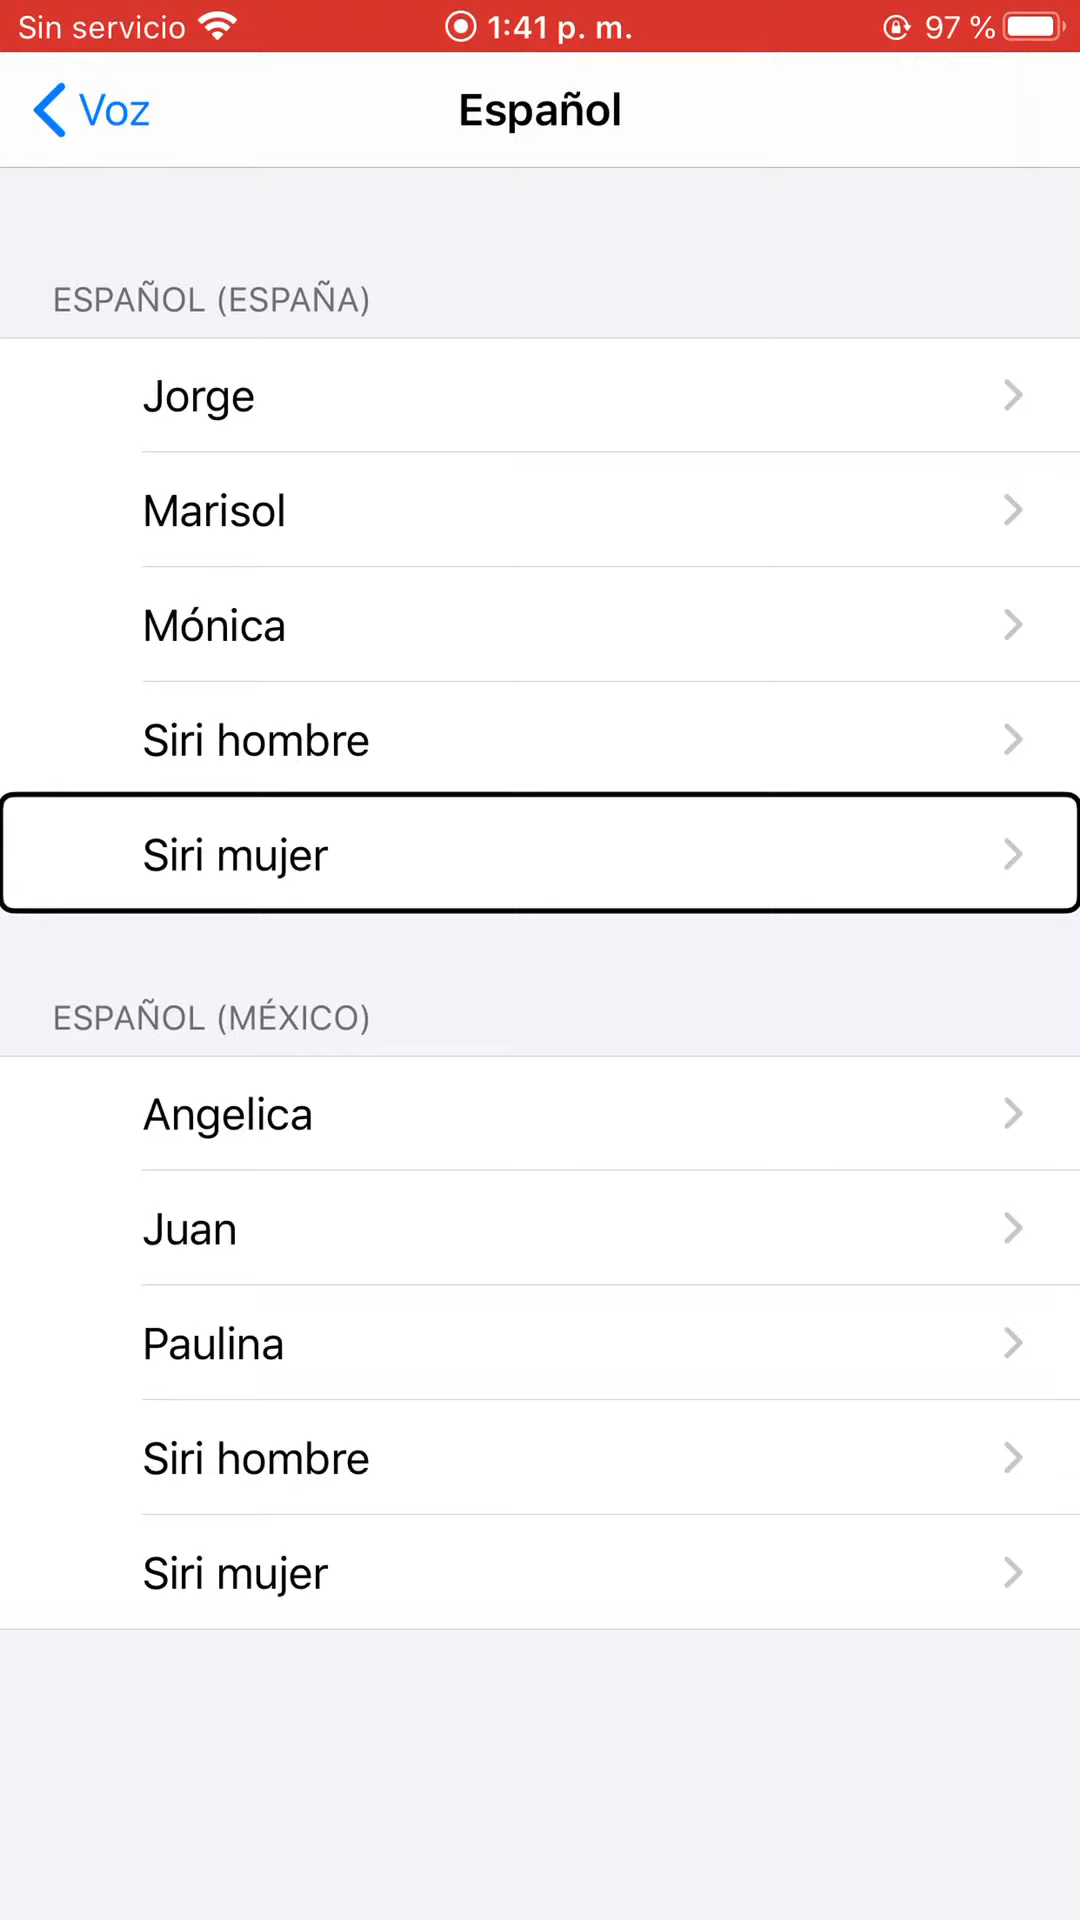 Sin servicio 1:41 p. m. 97 %
Voz Español
ESPAÑOL (ESPAÑA)
Jorge
Marisol
Mónica
Siri hombre
Siri mujer
ESPAÑOL (MÉXICO)
Angelica
Juan
Paulina
Siri hombre
Siri mujer